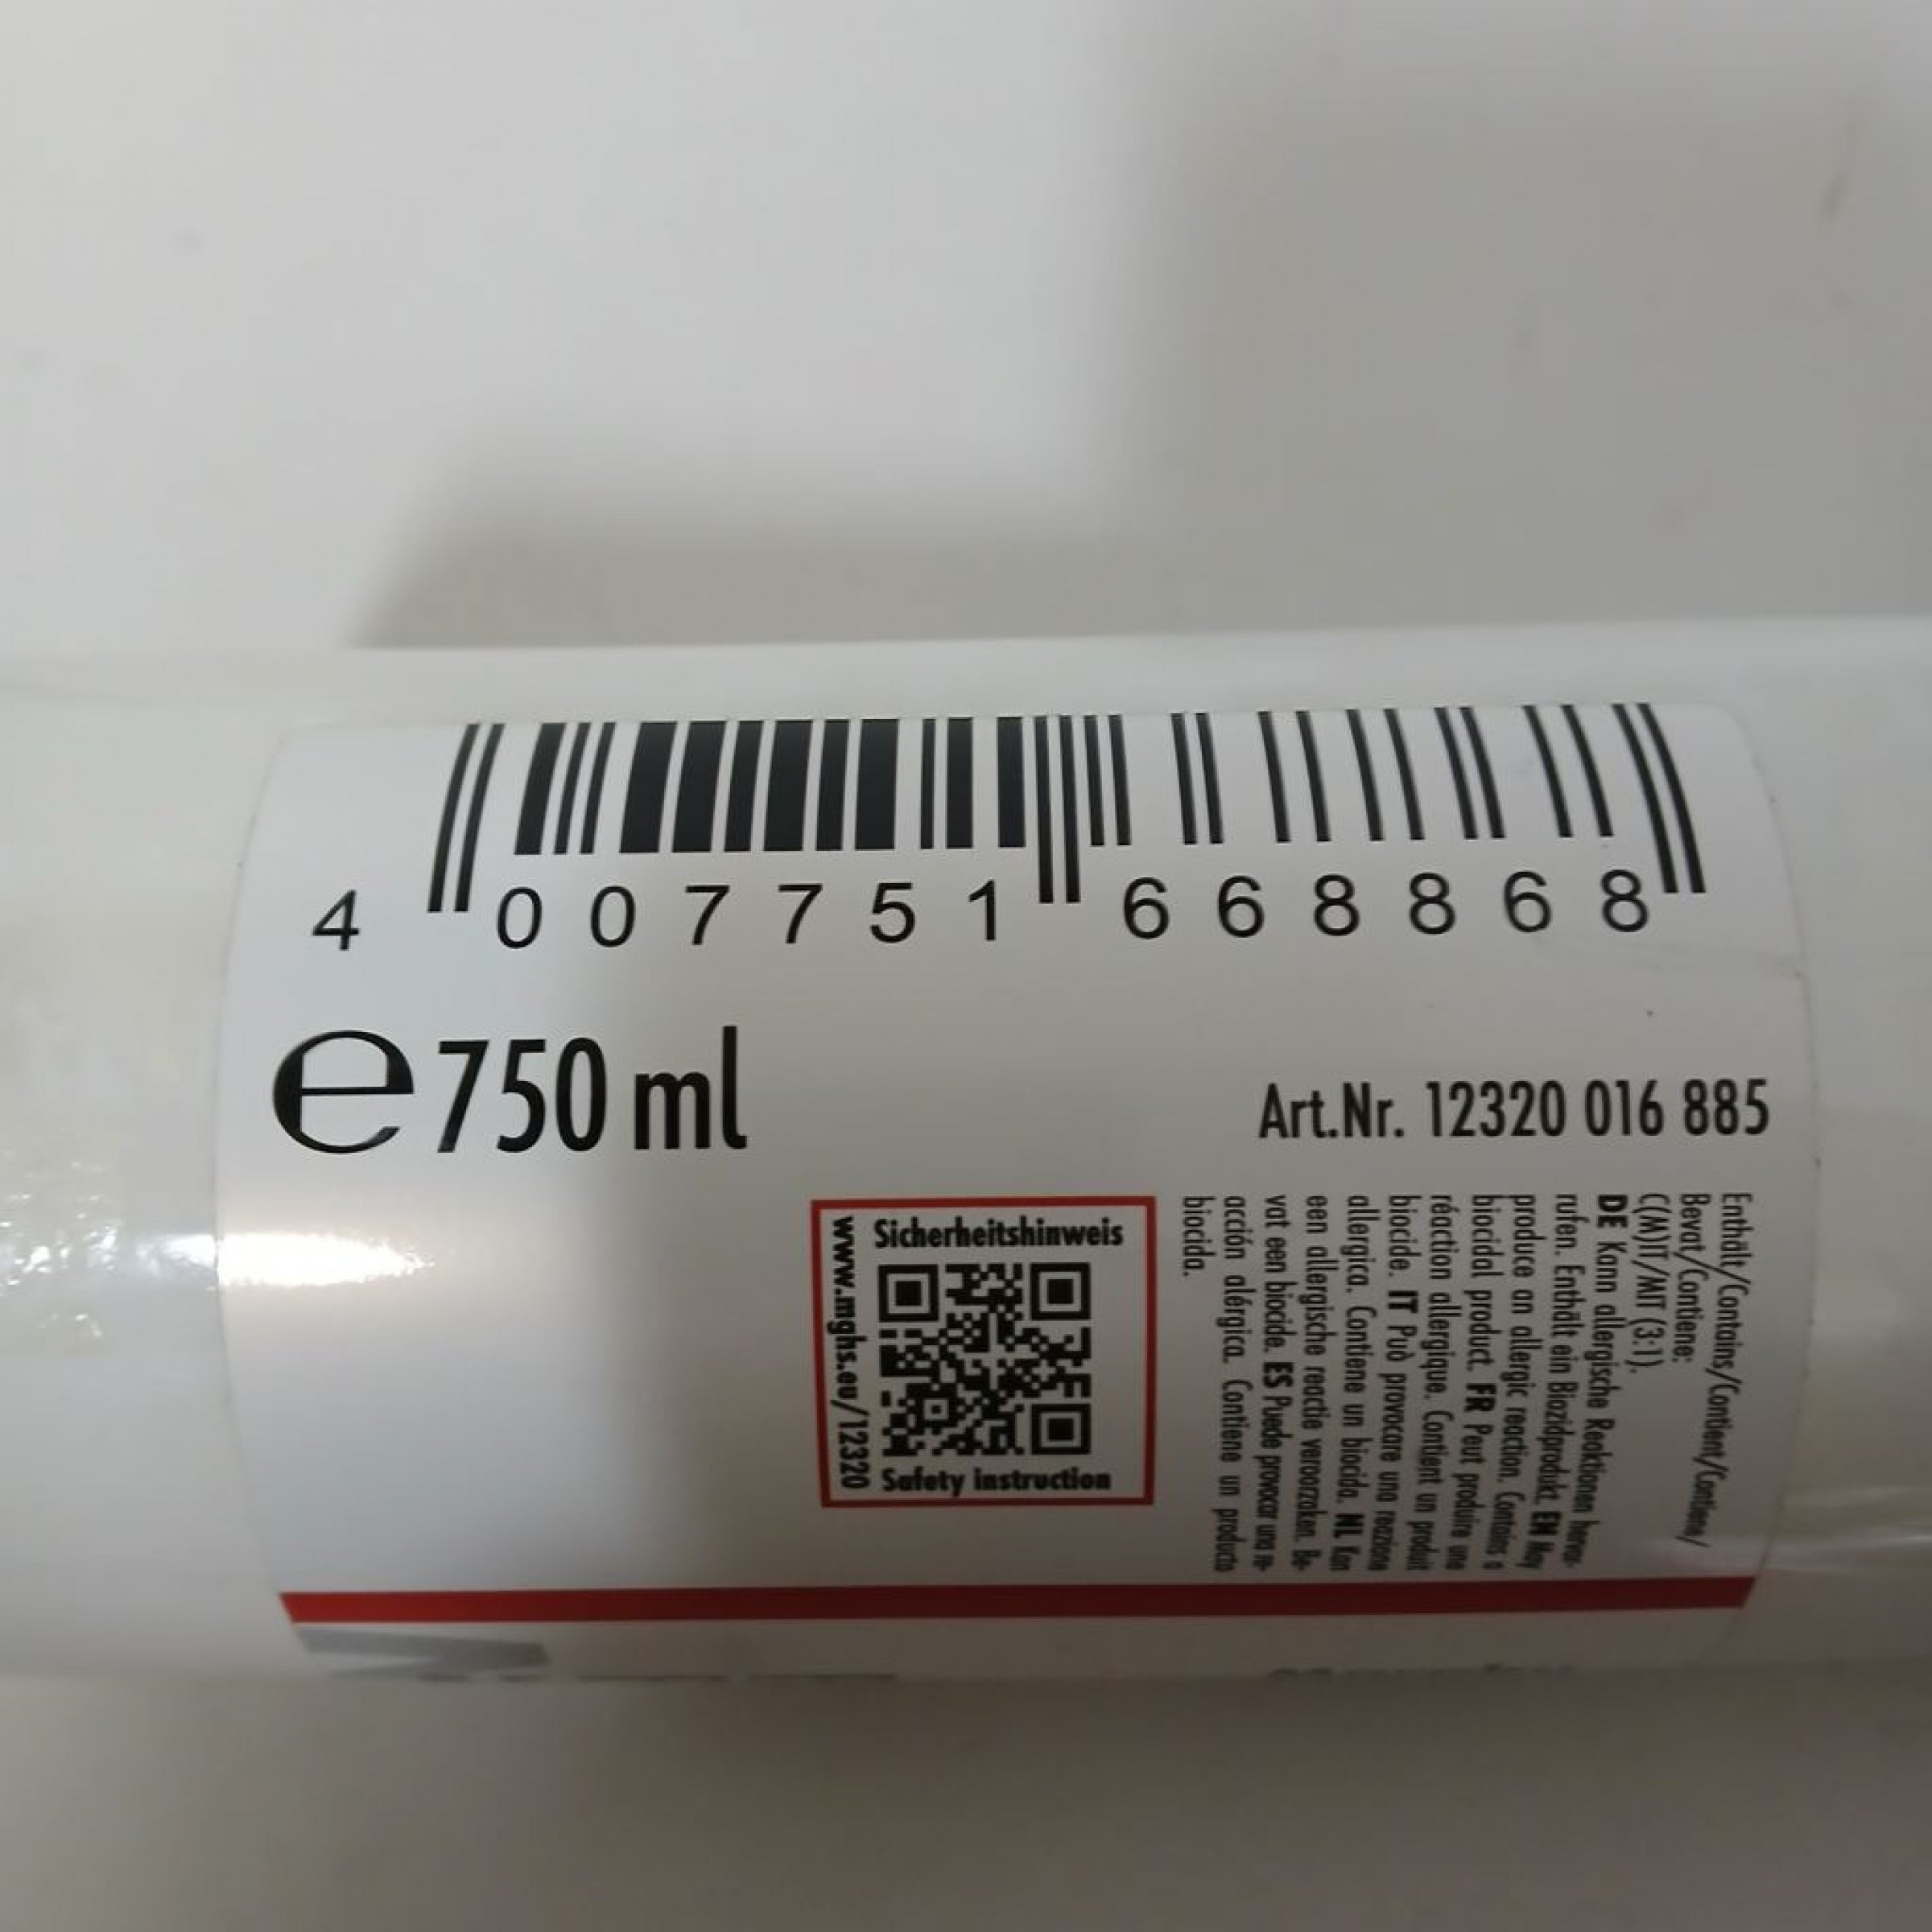 4 007751 668868
e 750 ml
Art.Nr. 12320 016 885
Sicherheitshinweis
www.mghs.eu/12320
Safety instruction
Enthält/Contains/Contient/Contiene/
Bevat/Contiene:
C(M)IT/MIT (3:1).
DE Kann allergische Reaktionen hervor-
rufen. Enthält ein Biozidprodukt. EN May
produce an allergic reaction. Contains a
biocidal product. FR Peut produire une
réaction allergique. Contient un produit
biocide. IT Può provocare una reazione
allergica. Contiene un biocida. NL Kan
een allergische reactie veroorzaken. Be-
vat een biocide. ES Puede provocar una re-
acción alérgica. Contiene un producto
biocida.